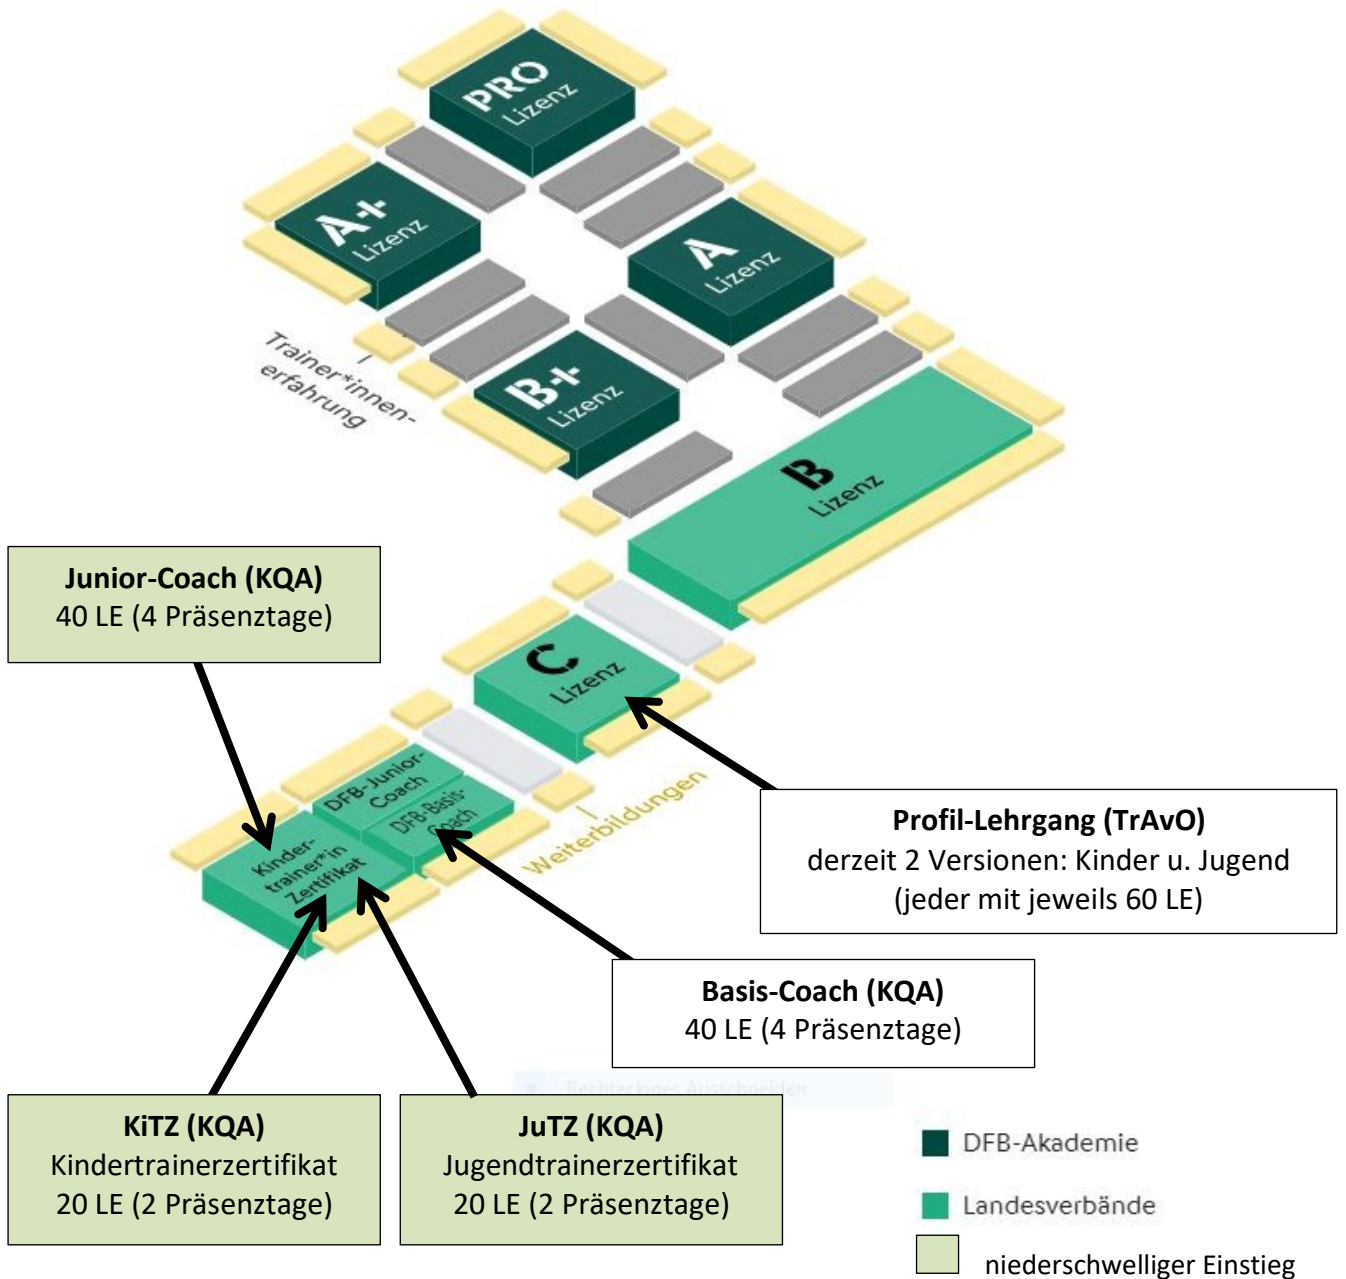 PRO
Lizenz
A+
Lizenz
A
Lizenz
Trainer*innen-
erfahrung
B+
Lizenz
B
Lizenz
Junior-Coach (KQA)
40 LE (4 Präsenztage)
C
Lizenz
DFB-Junior-
Coach
DFB-Basis-
Coach
Kinder-
trainer*in
Zertifikat
Weiterbildungen
Profil-Lehrgang (TrAvO)
derzeit 2 Versionen: Kinder u. Jugend
(jeder mit jeweils 60 LE)
Basis-Coach (KQA)
40 LE (4 Präsenztage)
Rechteckiges Ausschneiden
KiTZ (KQA)
Kindertrainerzertifikat
20 LE (2 Präsenztage)
JuTZ (KQA)
Jugendtrainerzertifikat
20 LE (2 Präsenztage)
DFB-Akademie
Landesverbände
niederschwelliger Einstieg